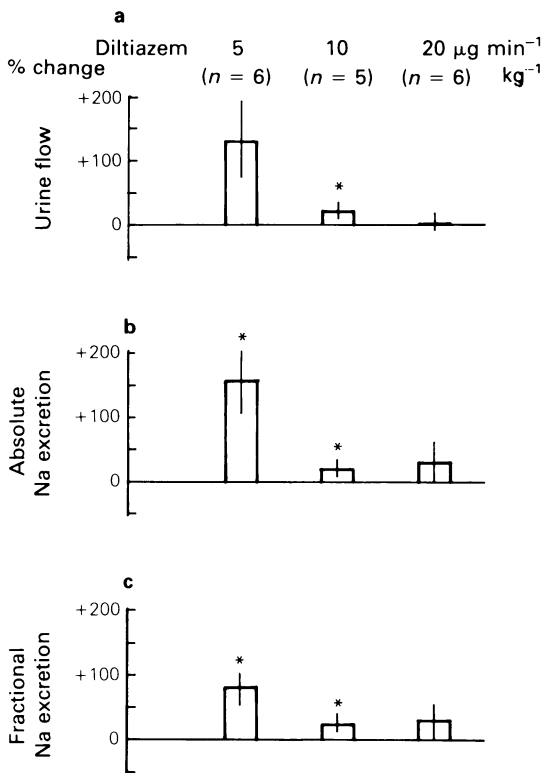 a
Diltiazem 5 10 20 μg min⁻¹
% change (n = 6) (n = 5) (n = 6) kg⁻¹
+200
+100
0
Urine flow
*
b
+200
+100
0
Absolute
Na excretion
*
*
c
+200
+100
0
Fractional
Na excretion
*
*